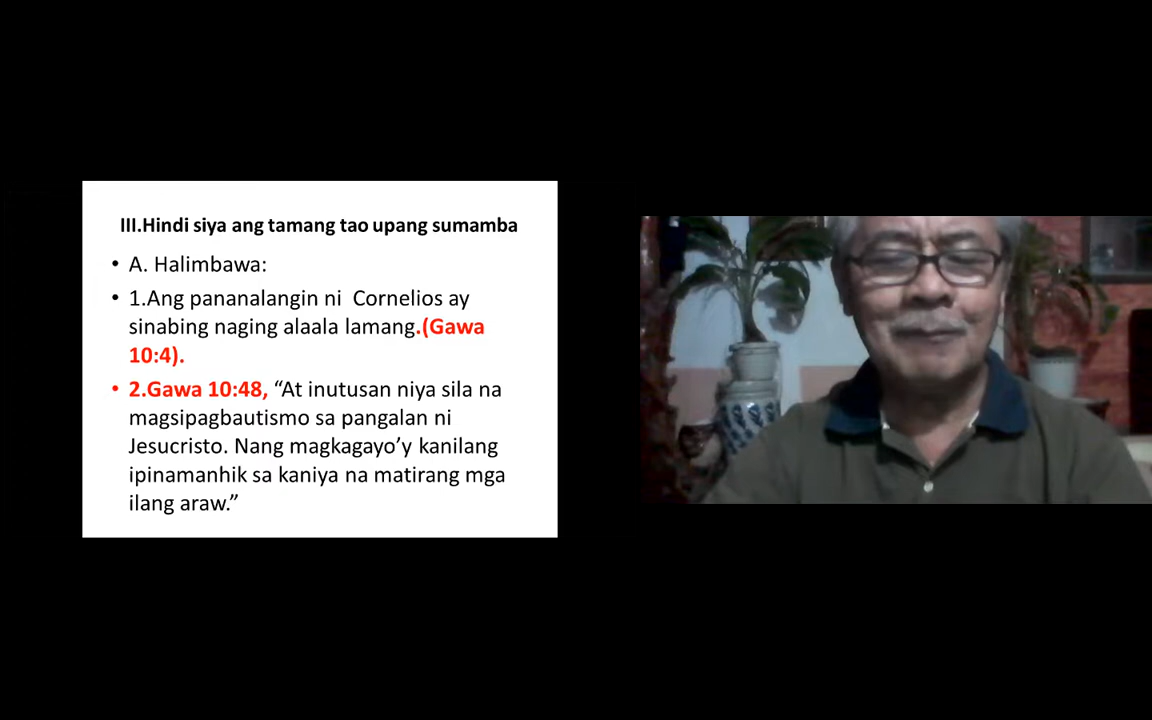 III.Hindi siya ang tamang tao upang sumamba
• A. Halimbawa:
• 1.Ang pananalangin ni  Cornelios ay
sinabing naging alaala lamang.(Gawa
10:4).
• 2.Gawa 10:48, “At inutusan niya sila na
magsipagbautismo sa pangalan ni
Jesucristo. Nang magkagayo’y kanilang
ipinamanhik sa kaniya na matirang mga
ilang araw.”